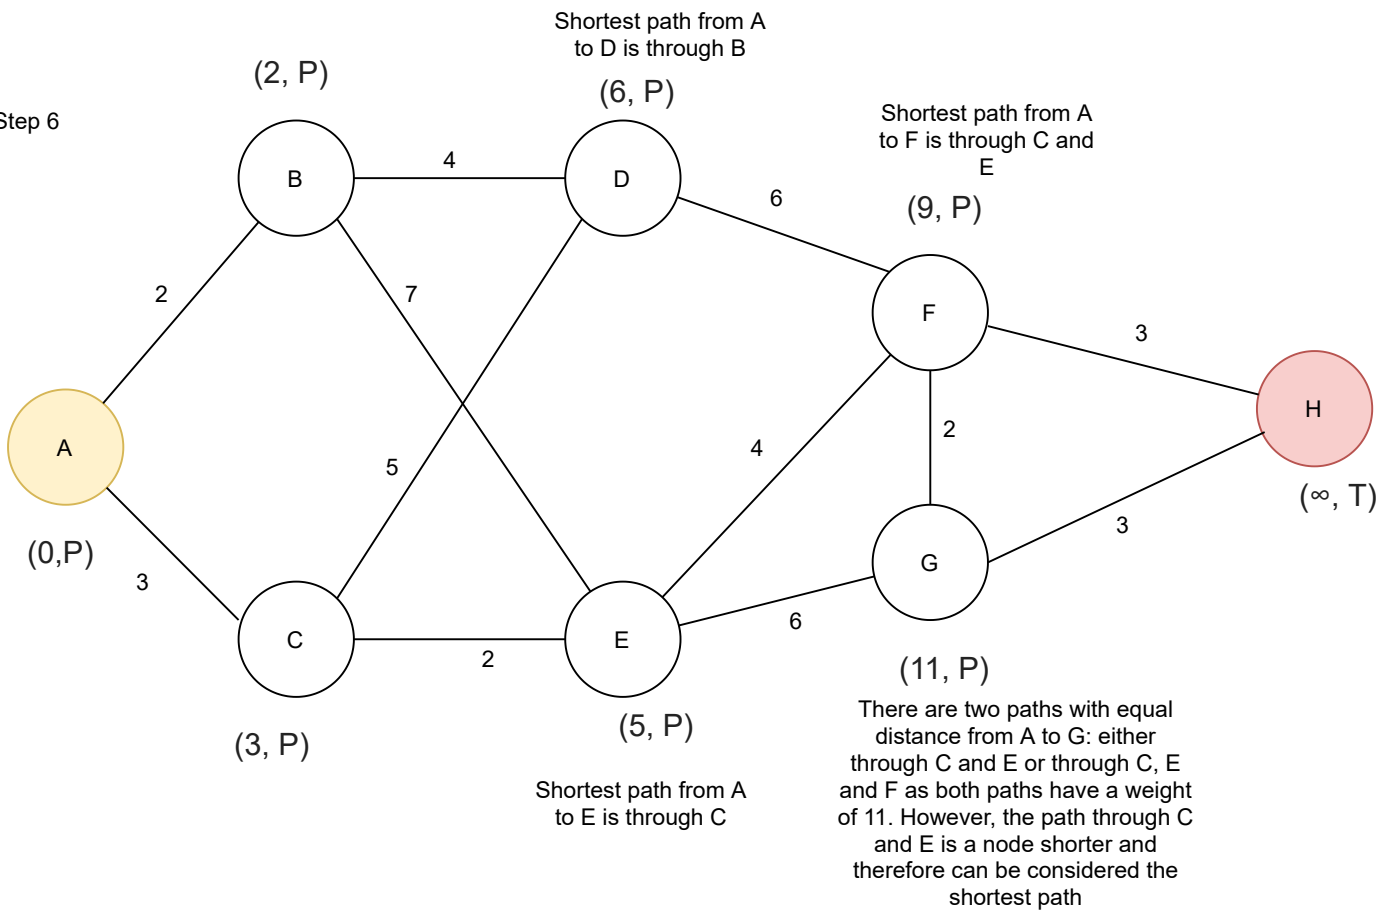 Shortest path from A
to D is through B
(2, P)
(6, P)
Step 6
Shortest path from A
to F is through C and
E
(9, P)
B
4
D
6
2
7
F
3
A
5
4
2
H
(∞, T)
(0,P)
3
3
G
C
2
E
6
(11, P)
(3, P)
(5, P)
There are two paths with equal
distance from A to G: either
through C and E or through C, E
and F as both paths have a weight
of 11. However, the path through C
and E is a node shorter and
therefore can be considered the
shortest path
Shortest path from A
to E is through C